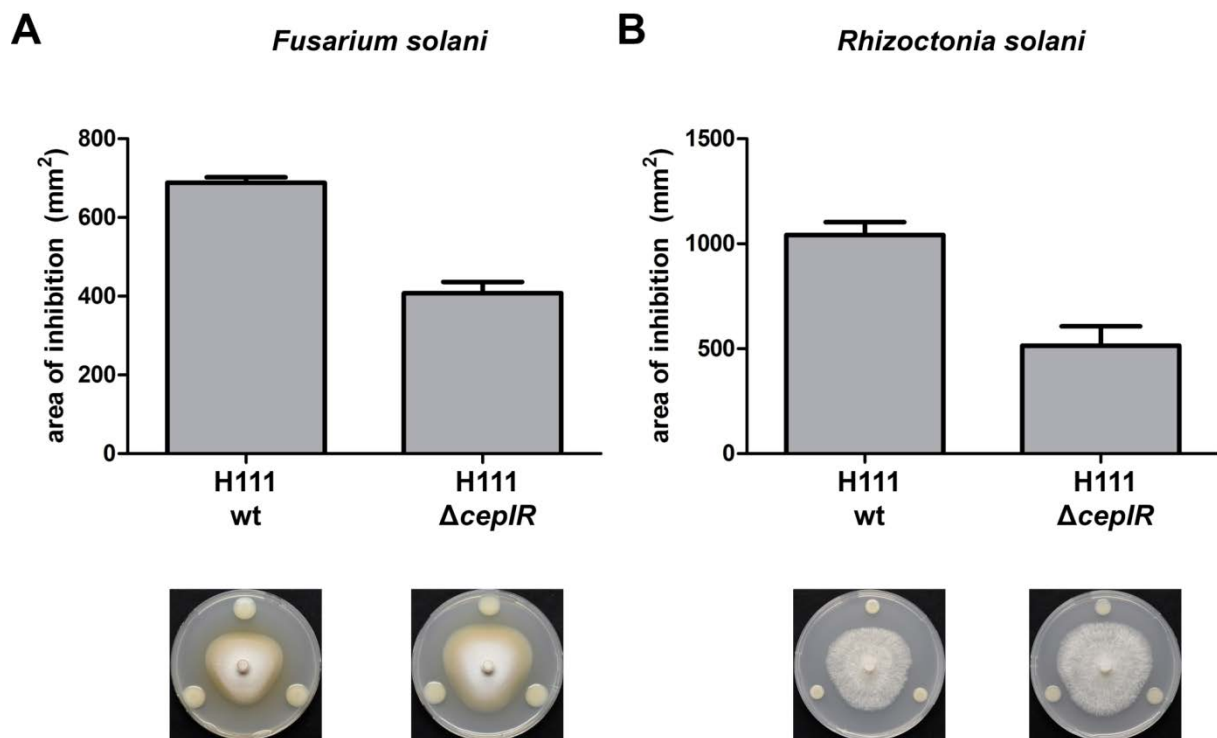 A
Fusarium solani
area of inhibition (mm²)
800
600
400
200
0
H111
wt
H111
ΔcepIR
B
Rhizoctonia solani
area of inhibition (mm²)
1500
1000
500
0
H111
wt
H111
ΔcepIR